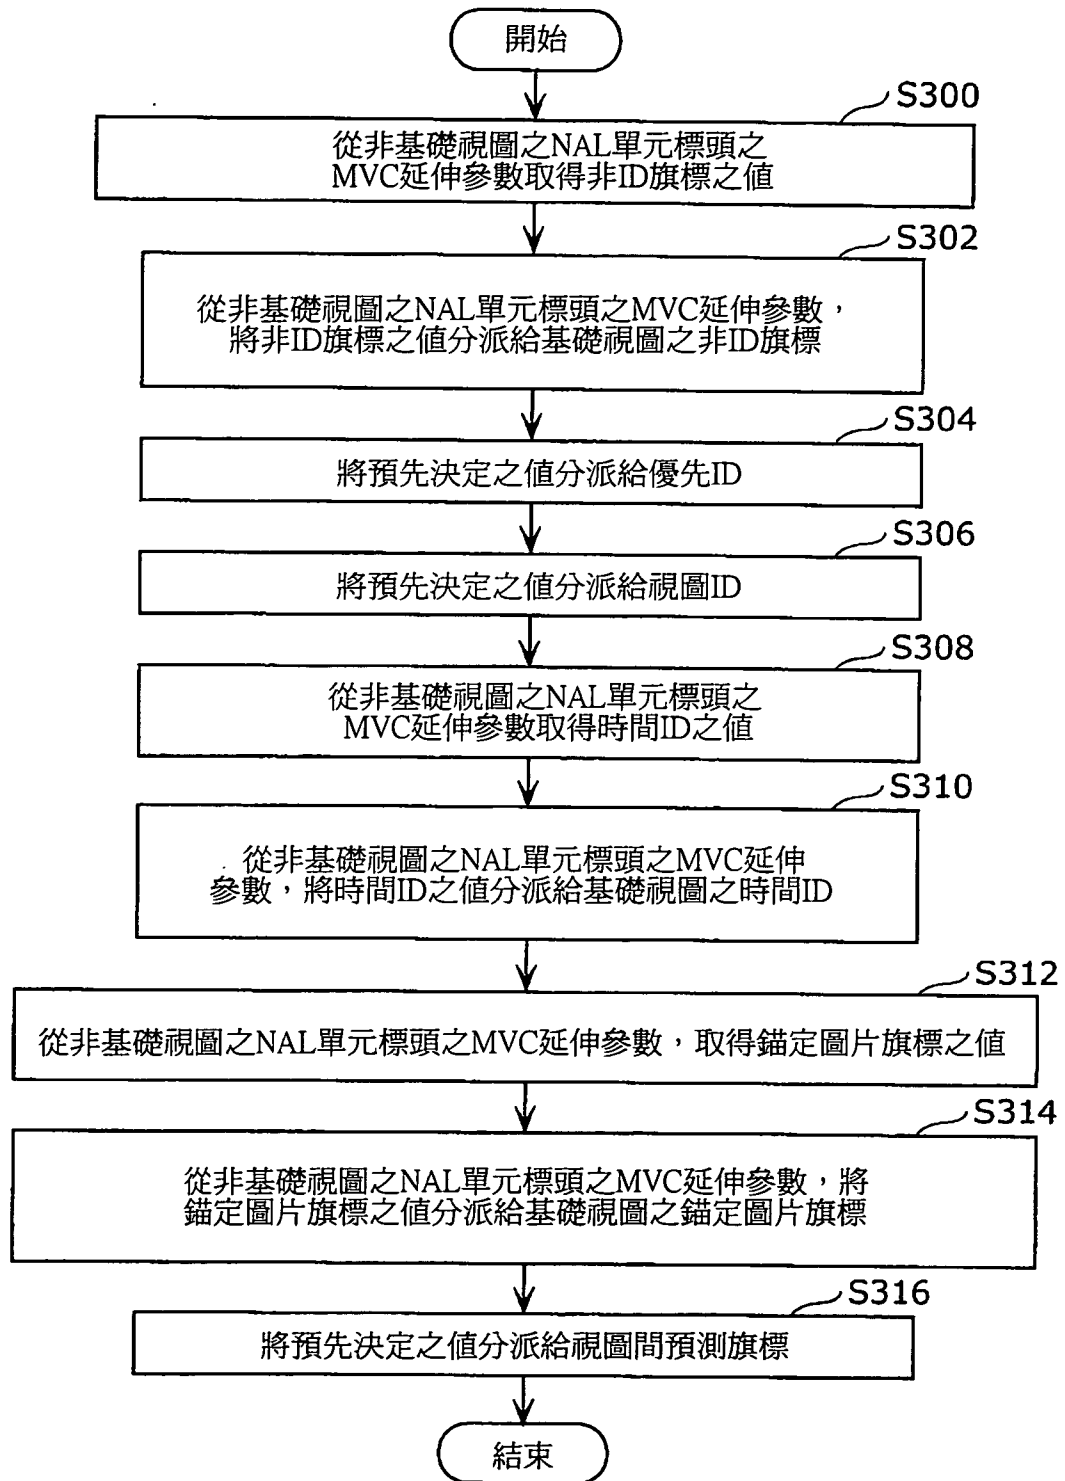 開始
S300
從非基礎視圖之NAL單元標頭之
MVC延伸參數取得非ID旗標之值
S302
從非基礎視圖之NAL單元標頭之MVC延伸參數,
將非ID旗標之值分派給基礎視圖之非ID旗標
S304
將預先決定之值分派給優先ID
S306
將預先決定之值分派給視圖ID
S308
從非基礎視圖之NAL單元標頭之
MVC延伸參數取得時間ID之值
S310
從非基礎視圖之NAL單元標頭之MVC延伸
參數,將時間ID之值分派給基礎視圖之時間ID
S312
從非基礎視圖之NAL單元標頭之MVC延伸參數,取得錨定圖片旗標之值
S314
從非基礎視圖之NAL單元標頭之MVC延伸參數,將
錨定圖片旗標之值分派給基礎視圖之錨定圖片旗標
S316
將預先決定之值分派給視圖間預測旗標
結束